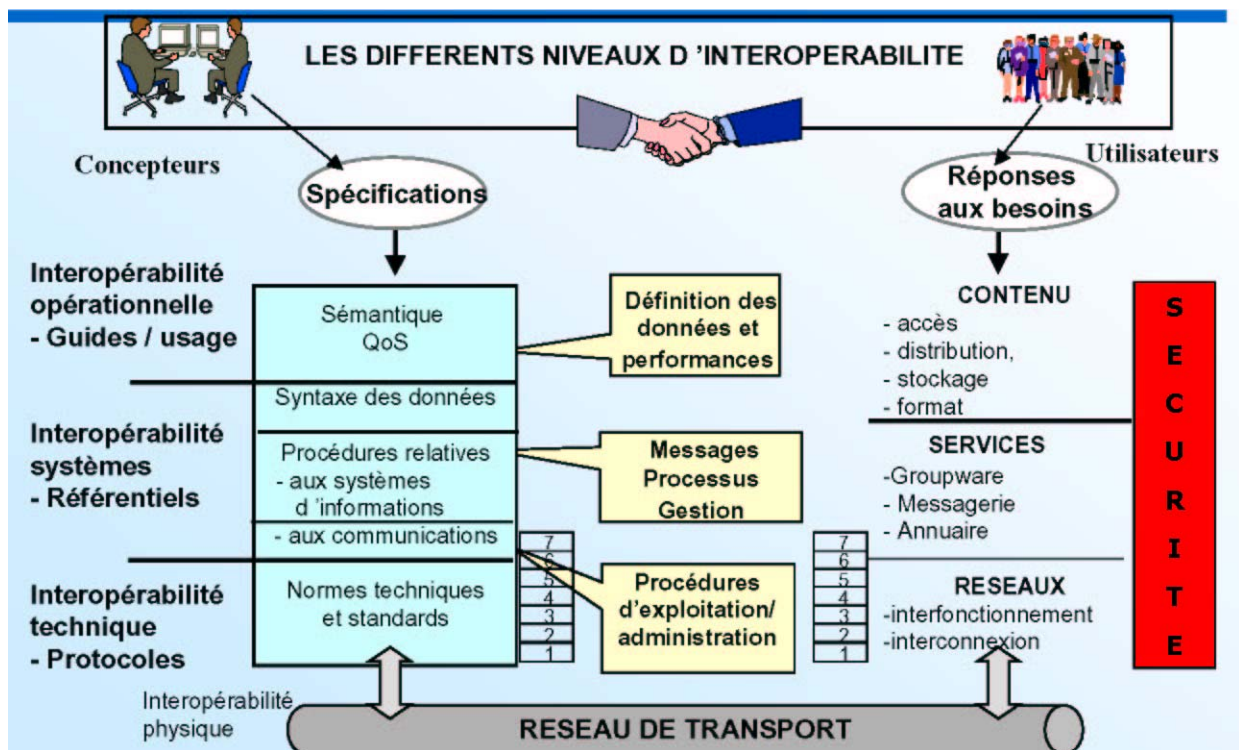 LES DIFFERENTS NIVEAUX D 'INTEROPERABILITE
Concepteurs
Utilisateurs
Spécifications
Réponses
aux besoins
Interopérabilité
opérationnelle
- Guides / usage
Sémantique
QoS
Définition des
données et
performances
CONTENU
- accès
- distribution,
- stockage
- format
Syntaxe des données
Interopérabilité
systèmes
- Référentiels
Procédures relatives
- aux systèmes
d 'informations
- aux communications
Messages
Processus
Gestion
SERVICES
-Groupware
- Messagerie
- Annuaire
Interopérabilité
technique
- Protocoles
Normes techniques
et standards
7
6
5
4
3
2
1
Procédures
d'exploitation/
administration
7
6
5
4
3
2
1
RESEAUX
-interfonctionnement
-interconnexion
S
E
C
U
R
I
T
E
Interopérabilité
physique
RESEAU DE TRANSPORT